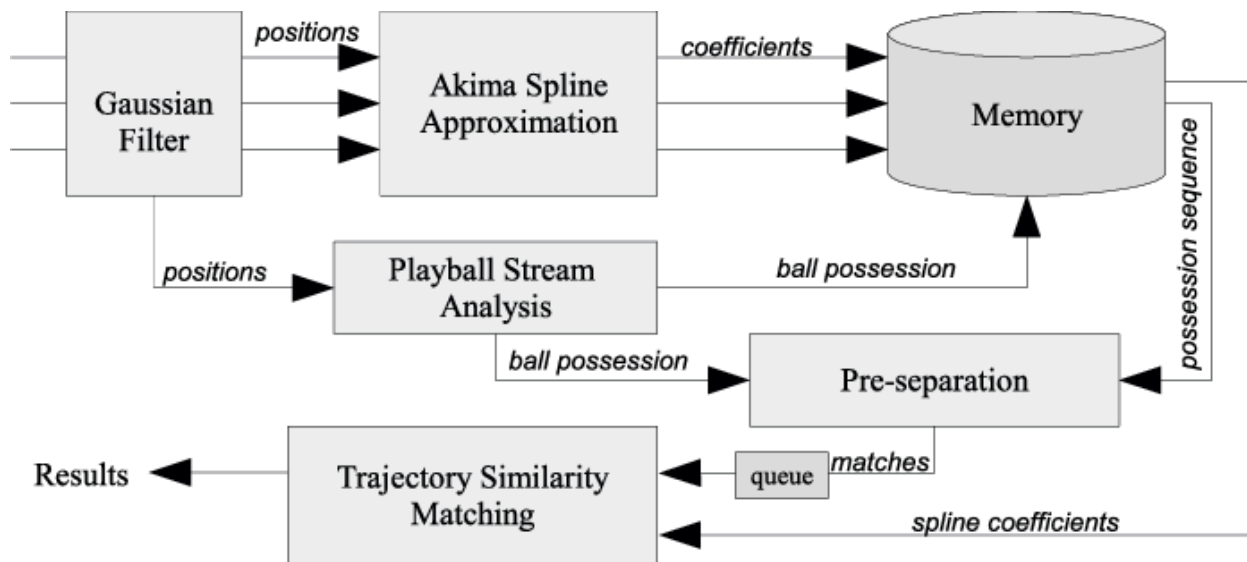 positions
coefficients
Gaussian
Filter
Akima Spline
Approximation
Memory
possession sequence
positions
Playball Stream
Analysis
ball possession
ball possession
Pre-separation
Results
Trajectory Similarity
Matching
queue
matches
spline coefficients